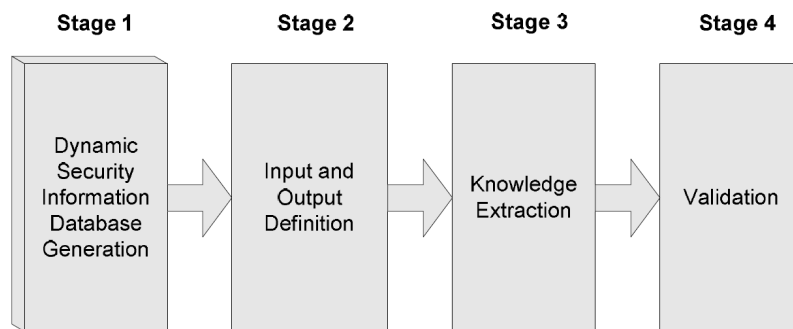 Stage 1
Stage 2
Stage 3
Stage 4
Dynamic
Security
Information
Database
Generation
Input and
Output
Definition
Knowledge
Extraction
Validation